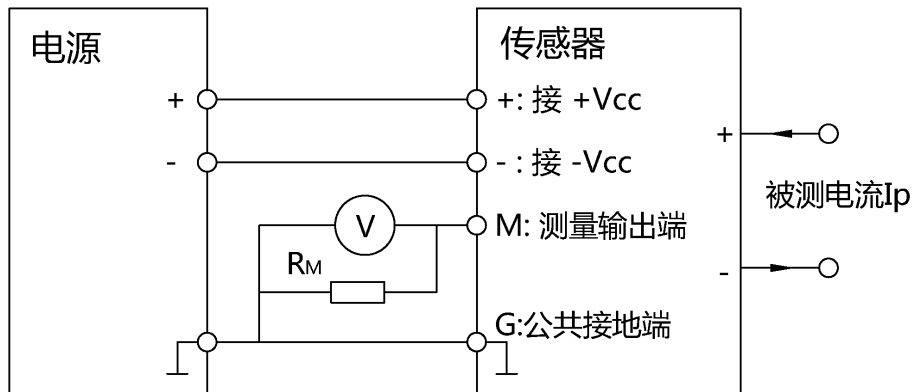 电源
传感器
+
+: 接 +Vcc
+
-
- : 接 -Vcc
被测电流Ip
V
M: 测量输出端
RM
-
G:公共接地端